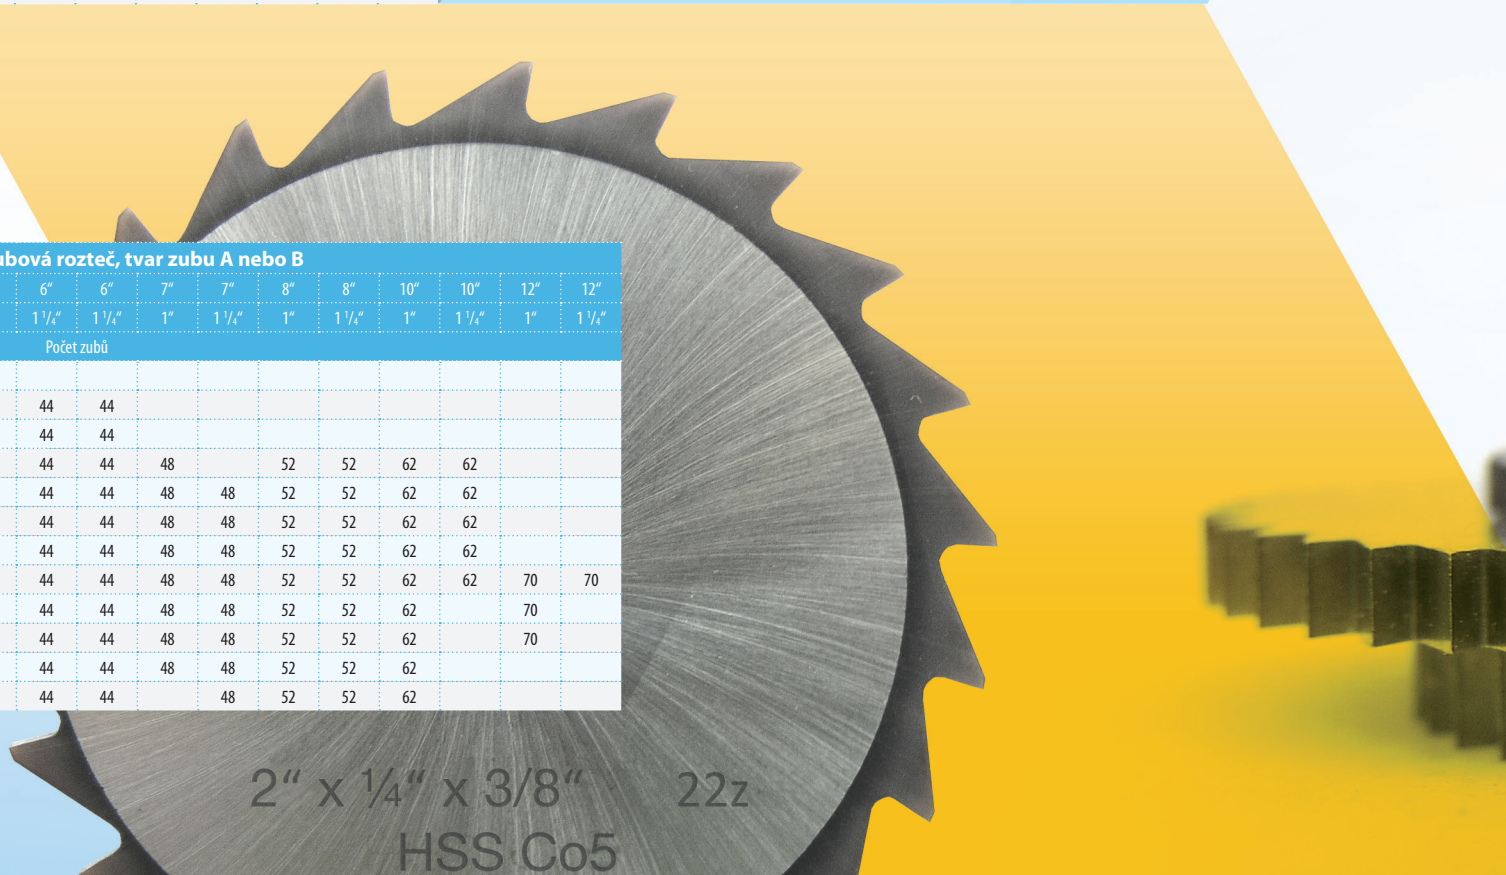 zubová rozteč, tvar zubu A nebo B
6“ 6“ 7“ 7“ 8“ 8“ 10“ 10“ 12“ 12“
1 1/4“ 1 1/4“ 1“ 1 1/4“ 1“ 1 1/4“ 1“ 1 1/4“ 1“ 1 1/4“
Počet zubů
44 44
44 44
44 44 48 52 52 62 62
44 44 48 48 52 52 62 62
44 44 48 48 52 52 62 62
44 44 48 48 52 52 62 62
44 44 48 48 52 52 62 62 70 70
44 44 48 48 52 52 62 70
44 44 48 48 52 52 62 70
44 44 48 48 52 52 62
44 44 48 52 52 62
2“ x ¼“ x 3/8“ 22z
HSS Co5